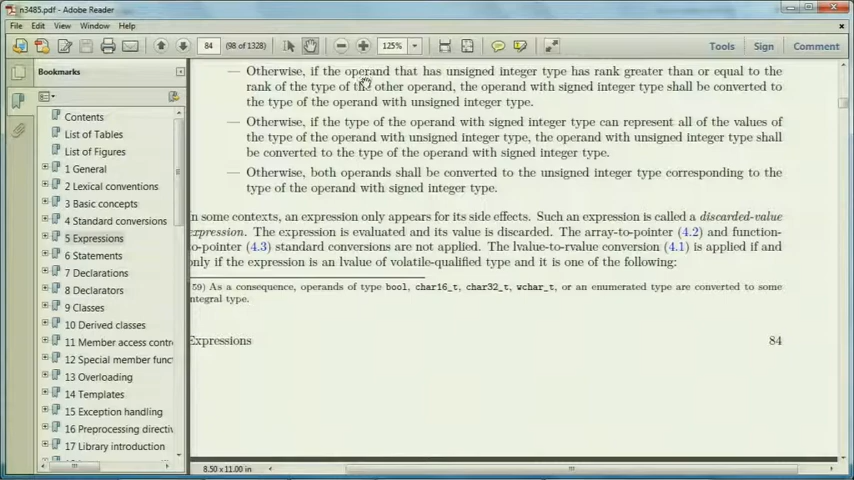 n3485.pdf - Adobe Reader
File Edit View Window Help
84 (98 of 1328) 125% Tools Sign Comment
Bookmarks
Contents
List of Tables
List of Figures
1 General
2 Lexical conventions
3 Basic concepts
4 Standard conversions
5 Expressions
6 Statements
7 Declarations
8 Declarators
9 Classes
10 Derived classes
11 Member access contr
12 Special member func
13 Overloading
14 Templates
15 Exception handling
16 Preprocessing directiv
17 Library introduction
— Otherwise, if the operand that has unsigned integer type has rank greater than or equal to the
rank of the type of the other operand, the operand with signed integer type shall be converted to
the type of the operand with unsigned integer type.
— Otherwise, if the type of the operand with signed integer type can represent all of the values of
the type of the operand with unsigned integer type, the operand with unsigned integer type shall
be converted to the type of the operand with signed integer type.
— Otherwise, both operands shall be converted to the unsigned integer type corresponding to the
type of the operand with signed integer type.
n some contexts, an expression only appears for its side effects. Such an expression is called a discarded-value
expression. The expression is evaluated and its value is discarded. The array-to-pointer (4.2) and function-
to-pointer (4.3) standard conversions are not applied. The lvalue-to-rvalue conversion (4.1) is applied if and
only if the expression is an lvalue of volatile-qualified type and it is one of the following:
59) As a consequence, operands of type bool, char16_t, char32_t, wchar_t, or an enumerated type are converted to some
ntegral type.
Expressions 84
8.50 x 11.00 in